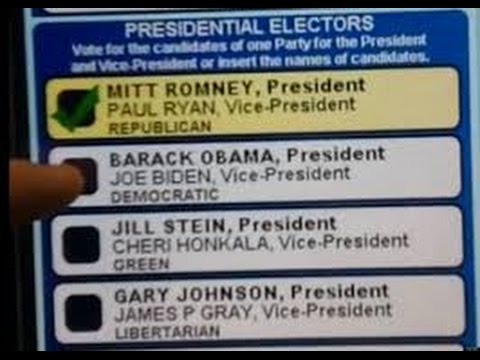 PRESIDENTIAL ELECTORS
Vote for the candidates of one Party for the President
and Vice-President or insert the names of candidates.
MITT ROMNEY, President
PAUL RYAN, Vice-President
REPUBLICAN
BARACK OBAMA, President
JOE BIDEN, Vice-President
DEMOCRATIC
JILL STEIN, President
CHERI HONKALA, Vice-President
GREEN
GARY JOHNSON, President
JAMES P GRAY, Vice-President
LIBERTARIAN